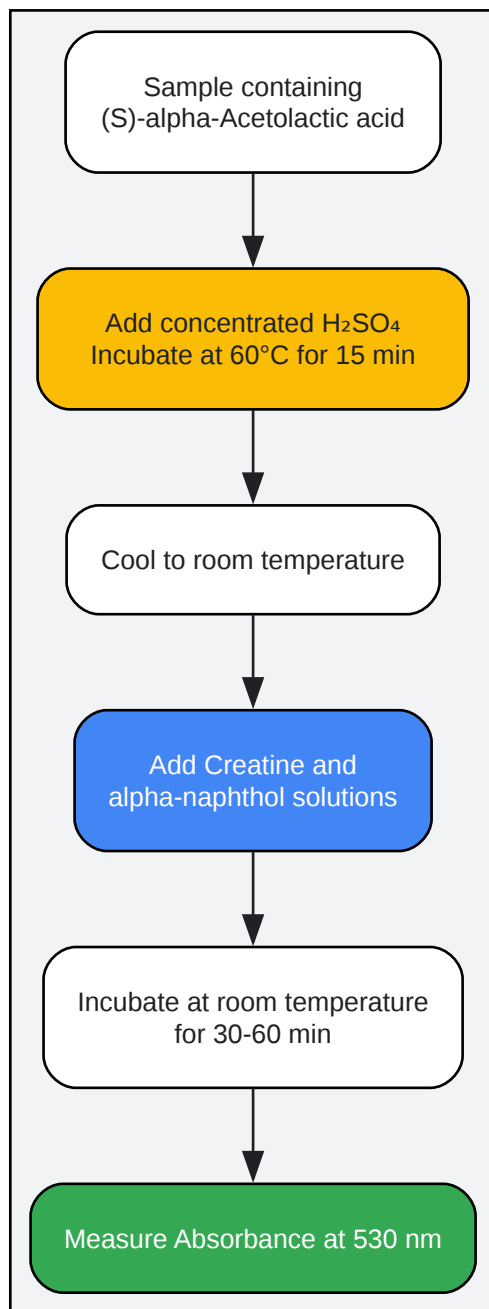 Sample containing
(S)-alpha-Acetolactic acid
Add concentrated H₂SO₄
Incubate at 60°C for 15 min
Cool to room temperature
Add Creatine and
alpha-naphthol solutions
Incubate at room temperature
for 30-60 min
Measure Absorbance at 530 nm